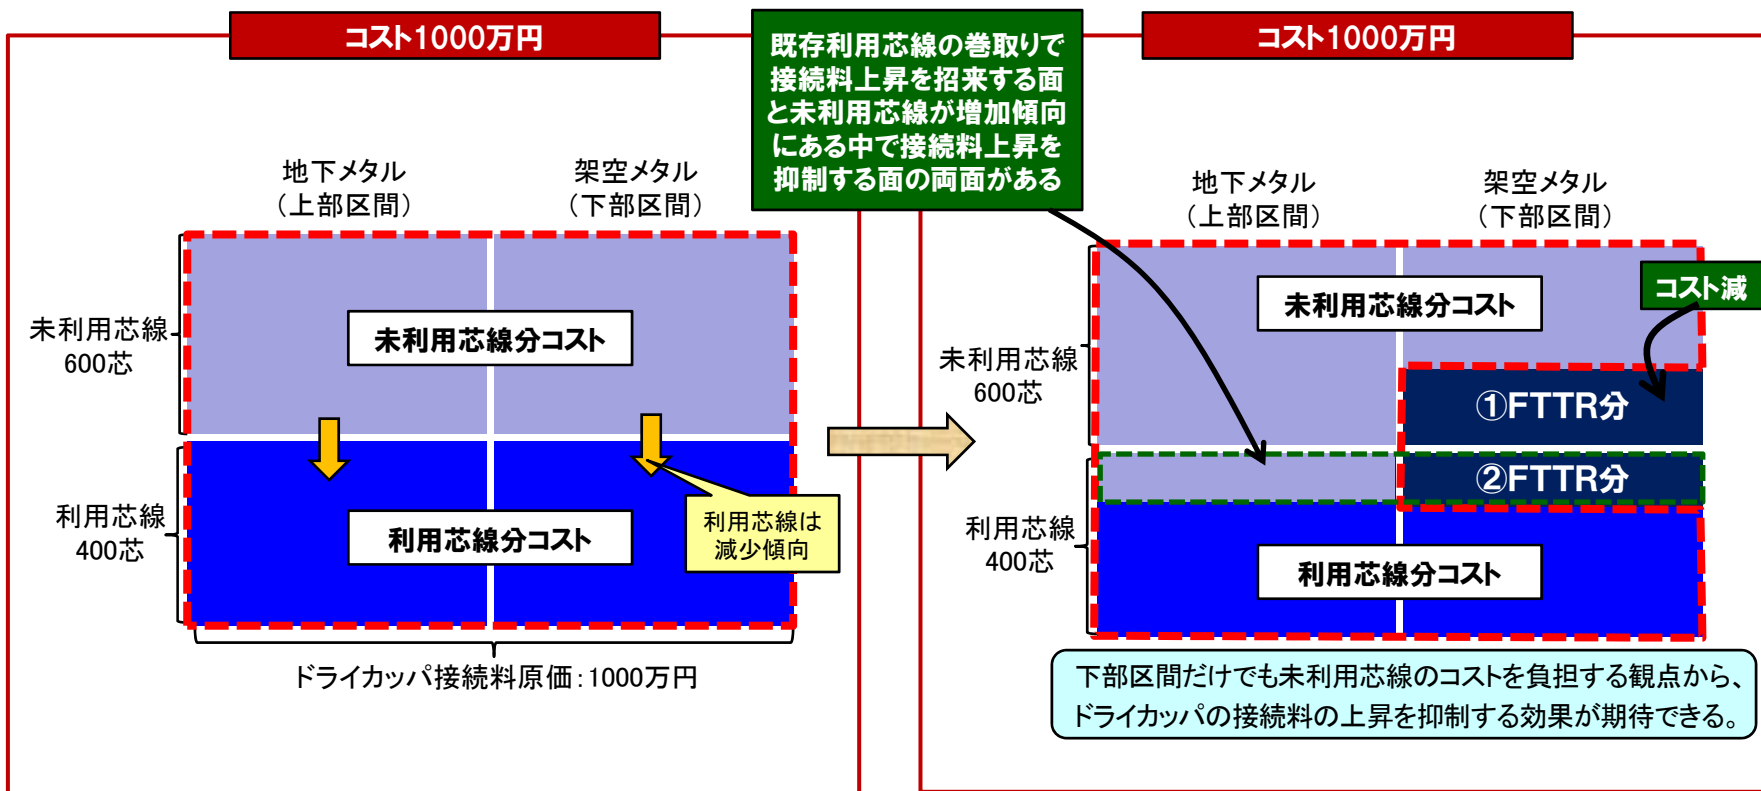 コスト1000万円
地下メタル
（上部区間）
架空メタル
（下部区間）
未利用芯線
600芯
未利用芯線分コスト
利用芯線
400芯
利用芯線分コスト
利用芯線は
減少傾向
ドライカッパ接続料原価：1000万円
既存利用芯線の巻取りで
接続料上昇を招来する面
と未利用芯線が増加傾向
にある中で接続料上昇を
抑制する面の両面がある
コスト1000万円
地下メタル
（上部区間）
架空メタル
（下部区間）
コスト減
未利用芯線分コスト
未利用芯線
600芯
①FTTR分
②FTTR分
利用芯線
400芯
利用芯線分コスト
下部区間だけでも未利用芯線のコストを負担する観点から、
ドライカッパの接続料の上昇を抑制する効果が期待できる。